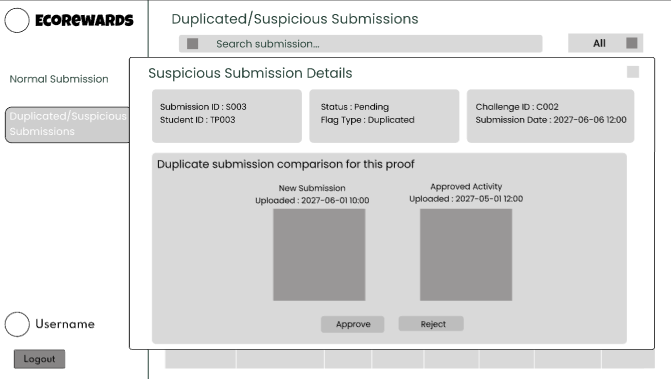 ECOREWARDS
Duplicated/Suspicious Submissions
Search submission...
All
Normal Submission
Duplicated/Suspicious
Submissions
Suspicious Submission Details
Submission ID : S003
Student ID : TP003
Status : Pending
Flag Type : Duplicated
Challenge ID : C002
Submission Date : 2027-06-06 12:00
Duplicate submission comparison for this proof
New Submission
Uploaded : 2027-06-01 10:00
Approved Activity
Uploaded : 2027-05-01 12:00
Approve
Reject
Username
Logout